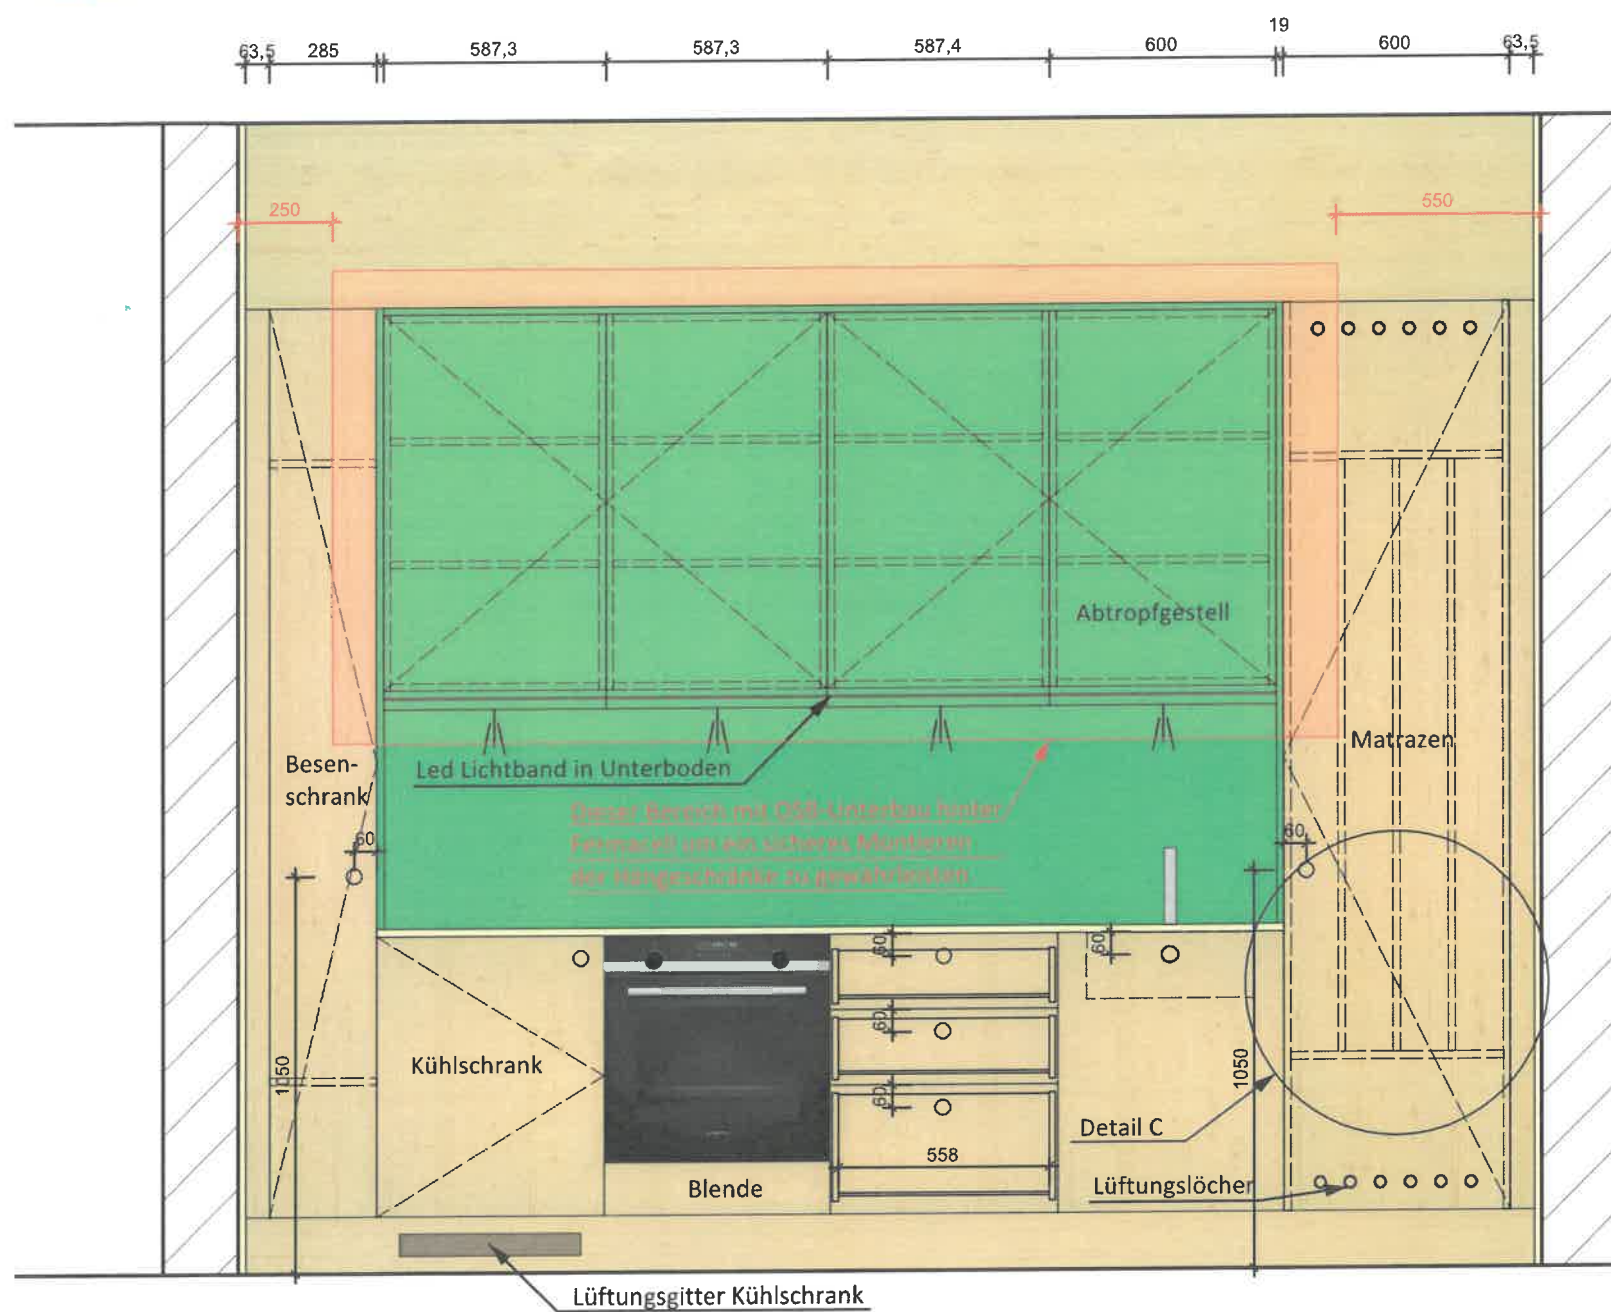 63,5 285 587,3 587,3 587,4 600 19 600 63,5
250
550
Abtropfgestell
Led Lichtband in Unterboden
Dieser Bereich mit OSB-Unterbau hinter
Fermacell um ein sicheres Montieren
der Hängeschränke zu gewährleisten
Besen-
schrank
Matrazen
60
60
60
60
60
60
1050
1050
Kühlschrank
558
Blende
Detail C
Lüftungslöcher
Lüftungsgitter Kühlschrank